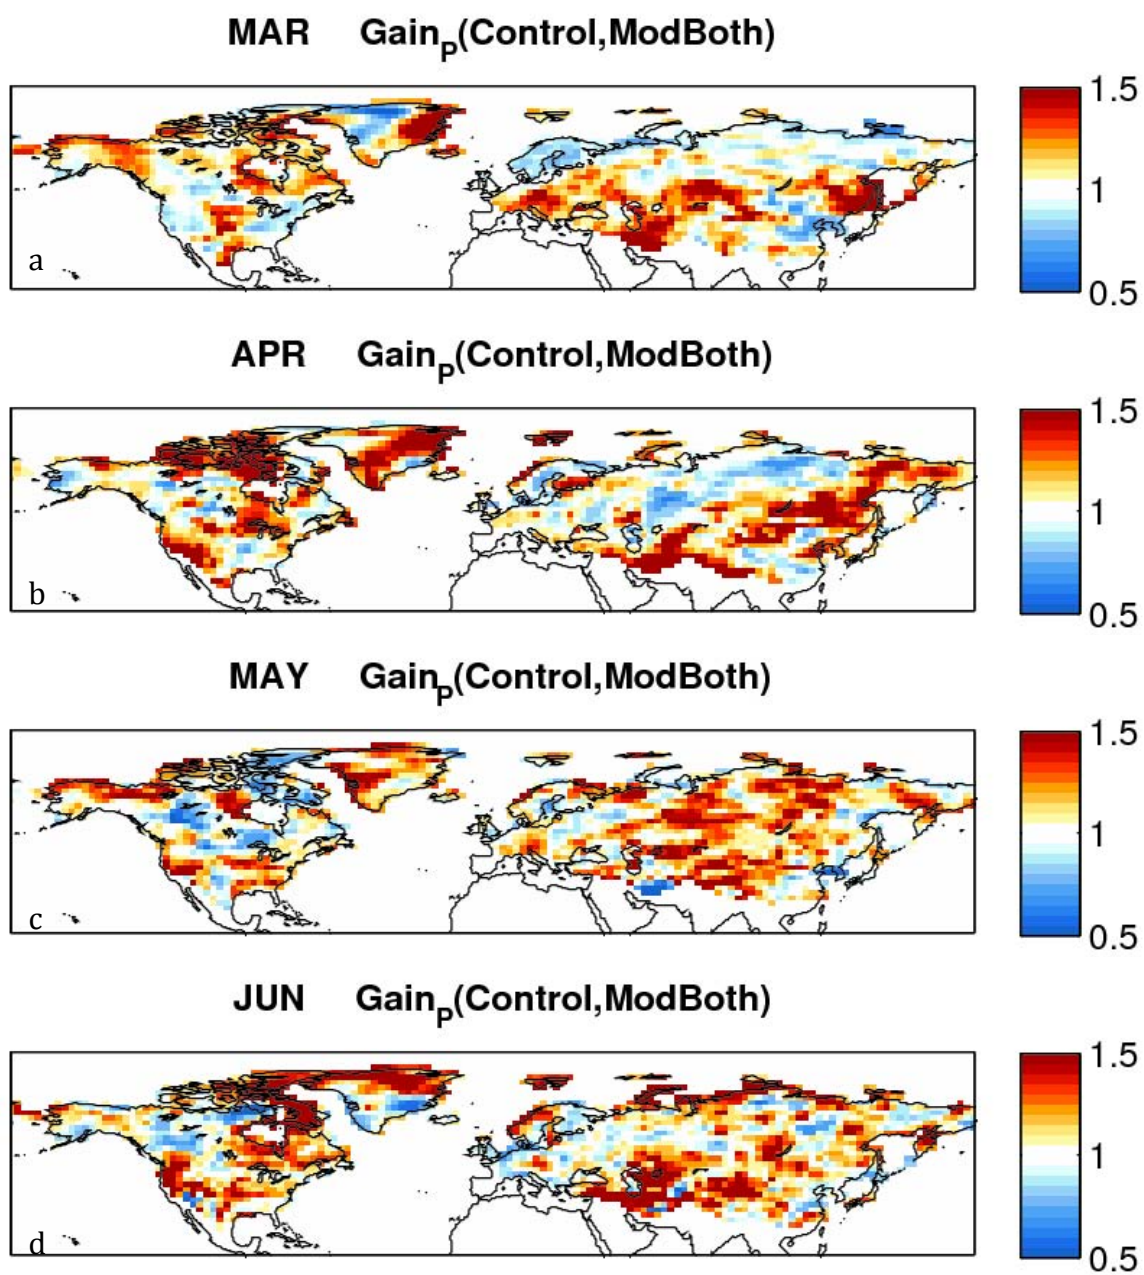 MAR Gain_P(Control,ModBoth)
1.5
1
0.5
a
APR Gain_P(Control,ModBoth)
1.5
1
0.5
b
MAY Gain_P(Control,ModBoth)
1.5
1
0.5
c
JUN Gain_P(Control,ModBoth)
1.5
1
0.5
d